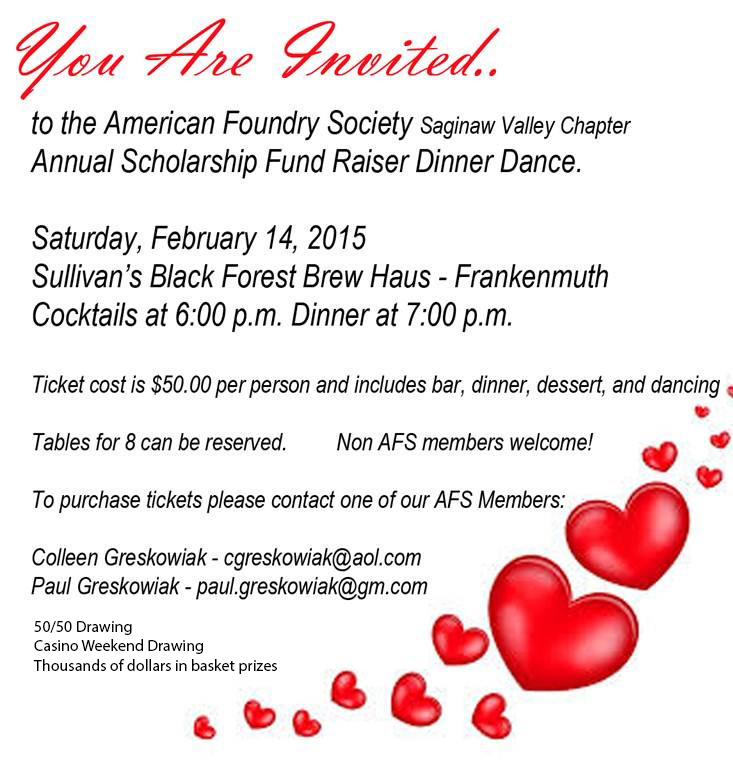 You Are Invited..
to the American Foundry Society Saginaw Valley Chapter
Annual Scholarship Fund Raiser Dinner Dance.
Saturday, February 14, 2015
Sullivan's Black Forest Brew Haus - Frankenmuth
Cocktails at 6:00 p.m. Dinner at 7:00 p.m.
Ticket cost is $50.00 per person and includes bar, dinner, dessert, and dancing
Tables for 8 can be reserved. Non AFS members welcome!
To purchase tickets please contact one of our AFS Members:
Colleen Greskowiak - cgreskowiak@aol.com
Paul Greskowiak - paul.greskowiak@gm.com
50/50 Drawing
Casino Weekend Drawing
Thousands of dollars in basket prizes